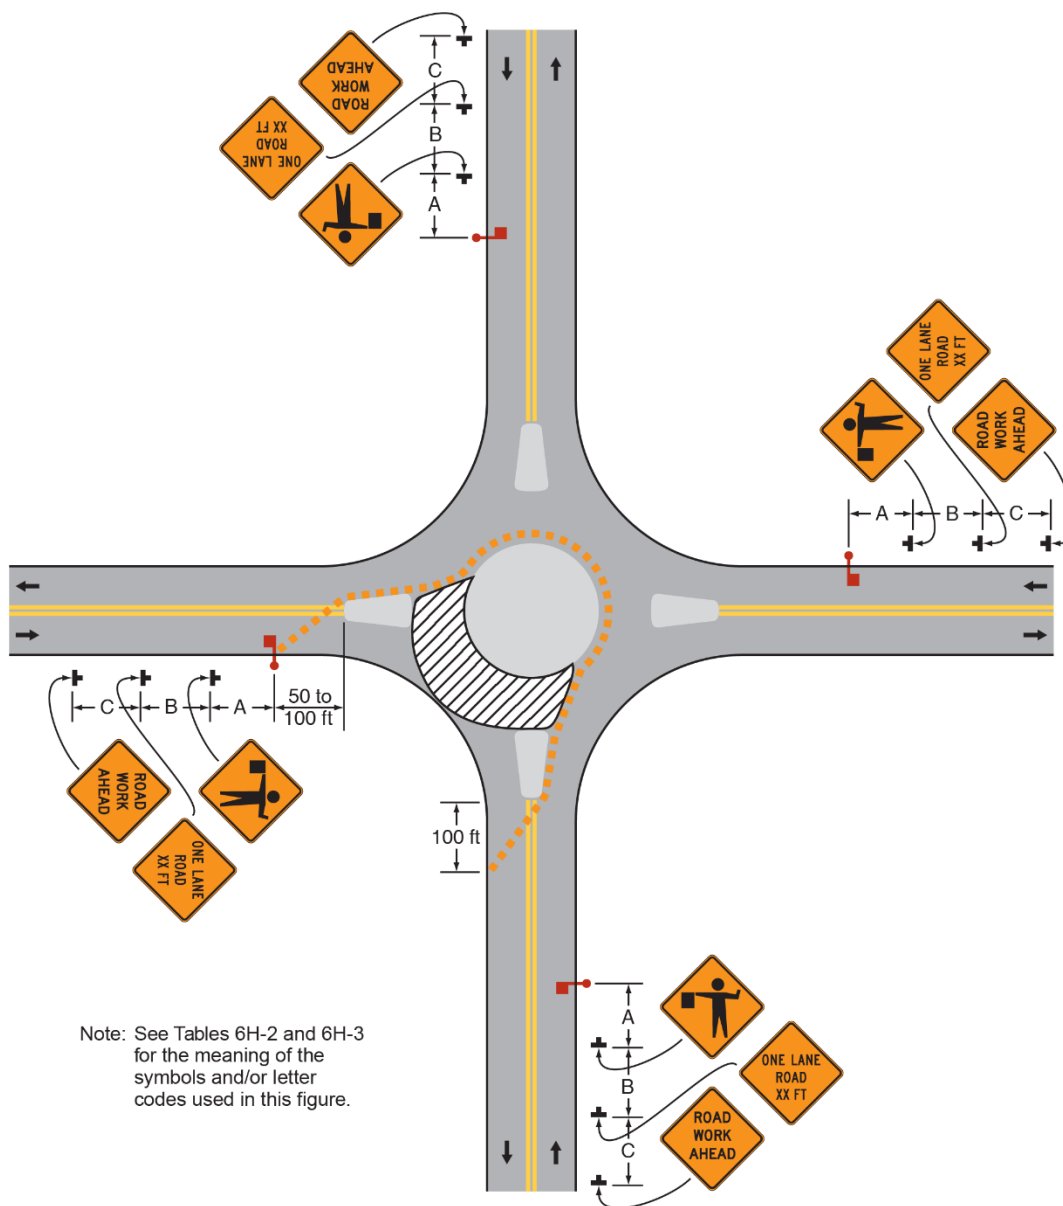 ROAD
WORK
AHEAD
ONE LANE
ROAD
XX FT
C
B
A
ONE LANE
ROAD
XX FT
ROAD
WORK
AHEAD
A
B
C
C
B
A
50 to
100 ft
ROAD
WORK
AHEAD
ONE LANE
ROAD
XX FT
100 ft
A
B
C
ONE LANE
ROAD
XX FT
ROAD
WORK
AHEAD
Note: See Tables 6H-2 and 6H-3
for the meaning of the
symbols and/or letter
codes used in this figure.